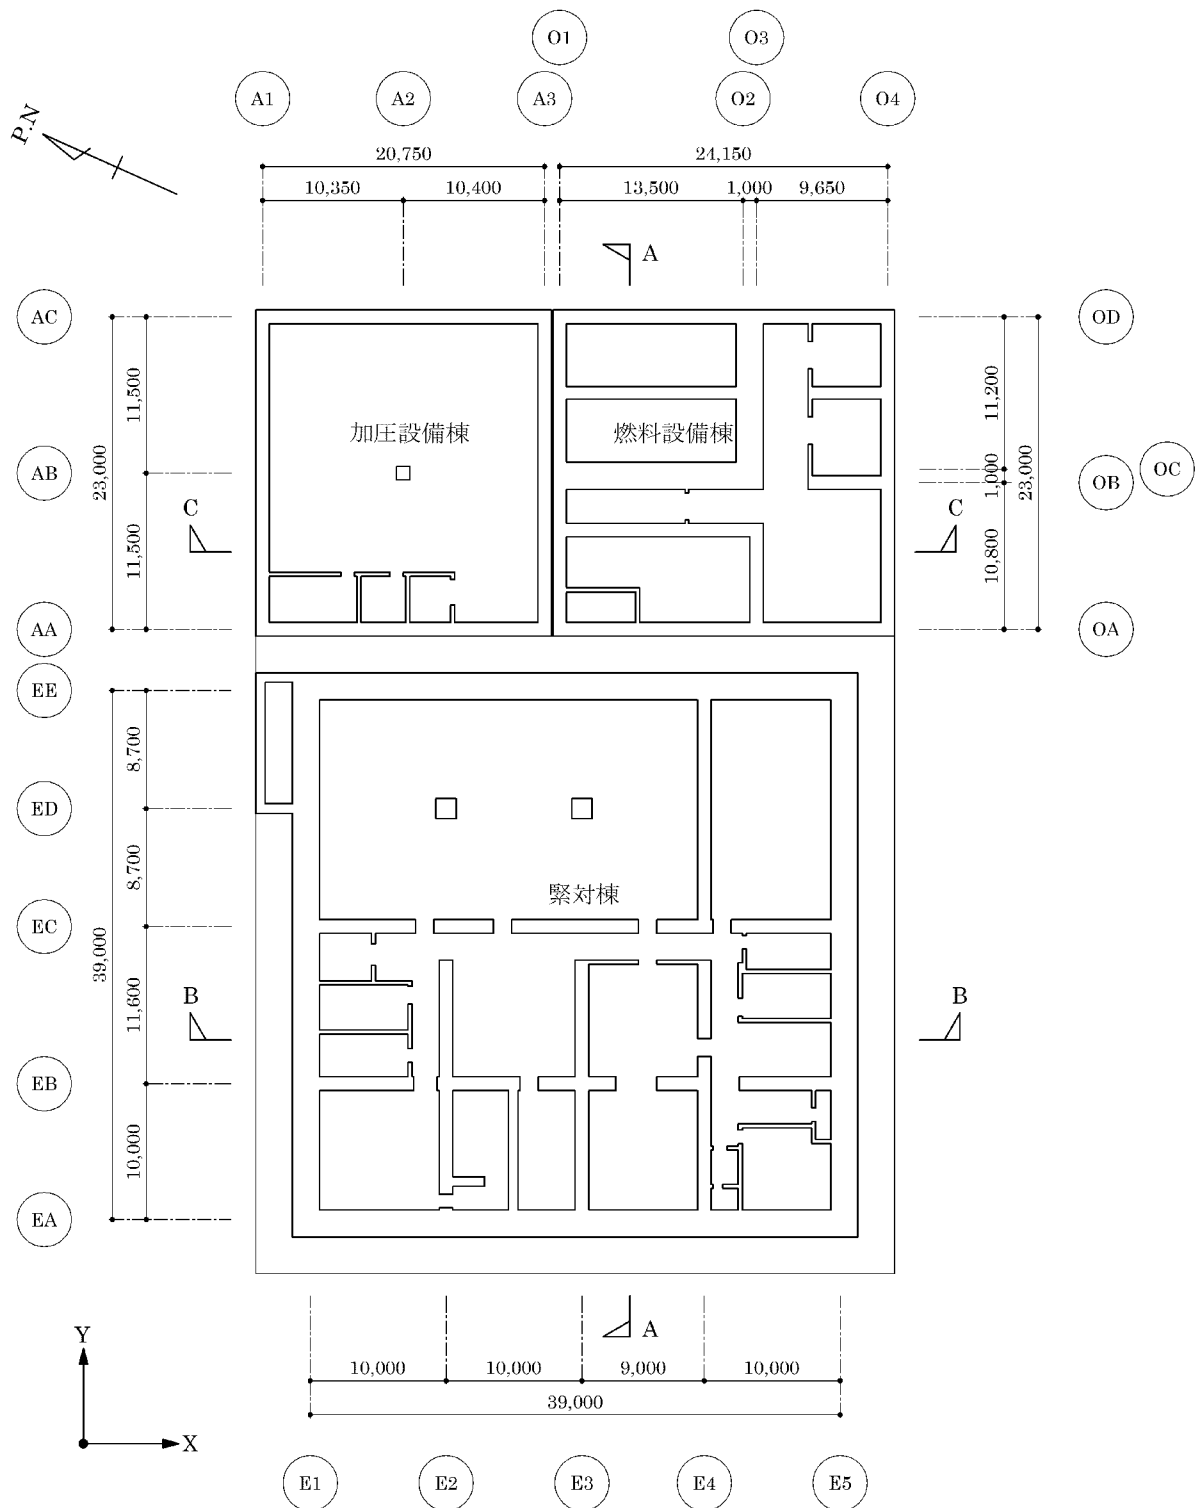 O1 O3
A1 A2 A3 O2 O4
P.N
20,750 24,150
10,350 10,400 13,500 1,000 9,650
A
AC OD
11,500 11,200
加圧設備棟 燃料設備棟
AB OB OC
23,000 1,000 23,000
C C
11,500 10,800
AA OA
EE
8,700
ED
8,700
緊対棟
EC
39,000
11,600
B B
EB
10,000
EA
A
Y
X
10,000 10,000 9,000 10,000
39,000
E1 E2 E3 E4 E5